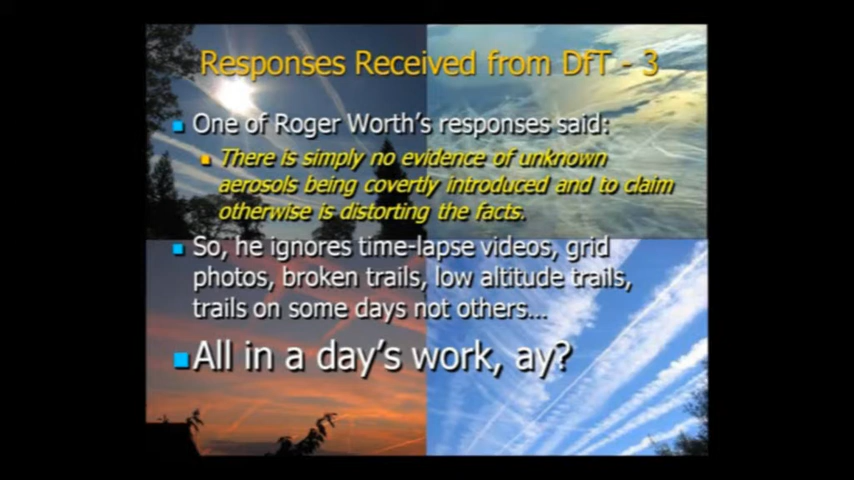 Responses Received from DfT - 3
One of Roger Worth's responses said:
There is simply no evidence of unknown
aerosols being covertly introduced and to claim
otherwise is distorting the facts.
So, he ignores time-lapse videos, grid
photos, broken trails, low altitude trails,
trails on some days not others...
All in a day's work, ay?